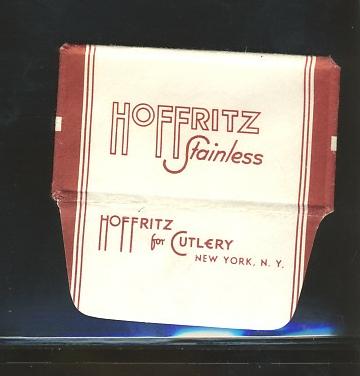 HOFFRITZ
Stainless
HOFFRITZ
for CUTLERY
NEW YORK, N. Y.